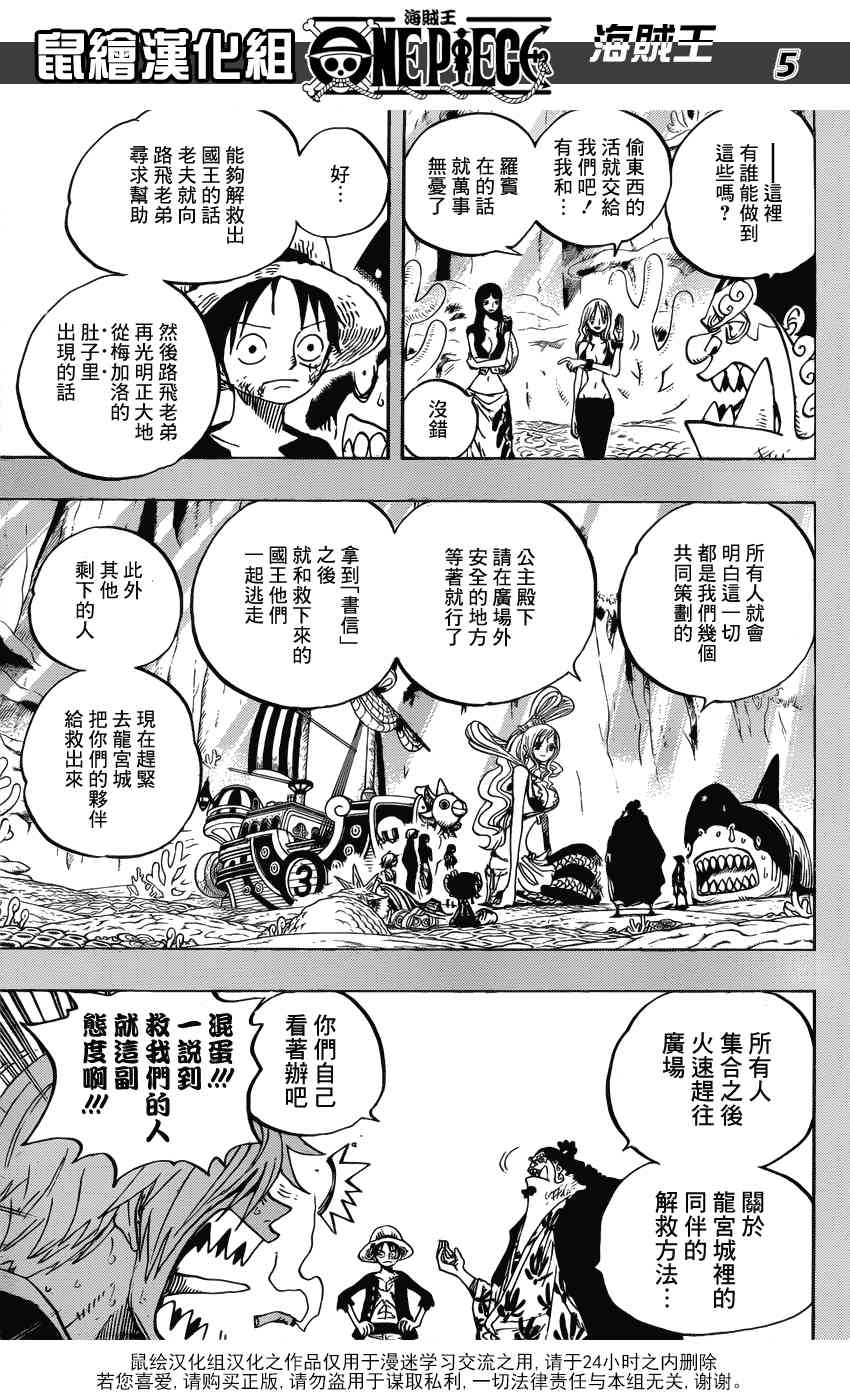 鼠繪漢化組
海賊王
ONE PIECE
海賊王
5
——這裡
有誰能做到
這些嗎?
偷東西的
活就交給
我們吧!
有我和…
羅賓
在的話
就萬事
無憂了
沒錯
好…
能夠解救出
國王的話
老夫就向
路飛老弟
尋求幫助
然後路飛老弟
再光明正大地
從梅加洛的
肚子里
出現的話
所有人就會
明白這一切
都是我們幾個
共同策劃的
公主殿下
請在廣場外
安全的地方
等著就行了
拿到「書信」
之後
就和救下來的
國王他們
一起逃走
此外
其他
剩下的人
現在趕緊
去龍宮城
把你們的夥伴
給救出來
3
所有人
集合之後
火速趕往
廣場
關於
龍宮城裡的
同伴的
解救方法…
你們自己
看著辦吧
混蛋!!!
一說到
救我們的人
就這副
態度啊!!!
鼠绘汉化组汉化之作品仅用于漫迷学习交流之用, 请于24小时之内删除
若您喜爱, 请购买正版, 请勿盗用于谋取私利, 一切法律责任与本组无关, 谢谢。